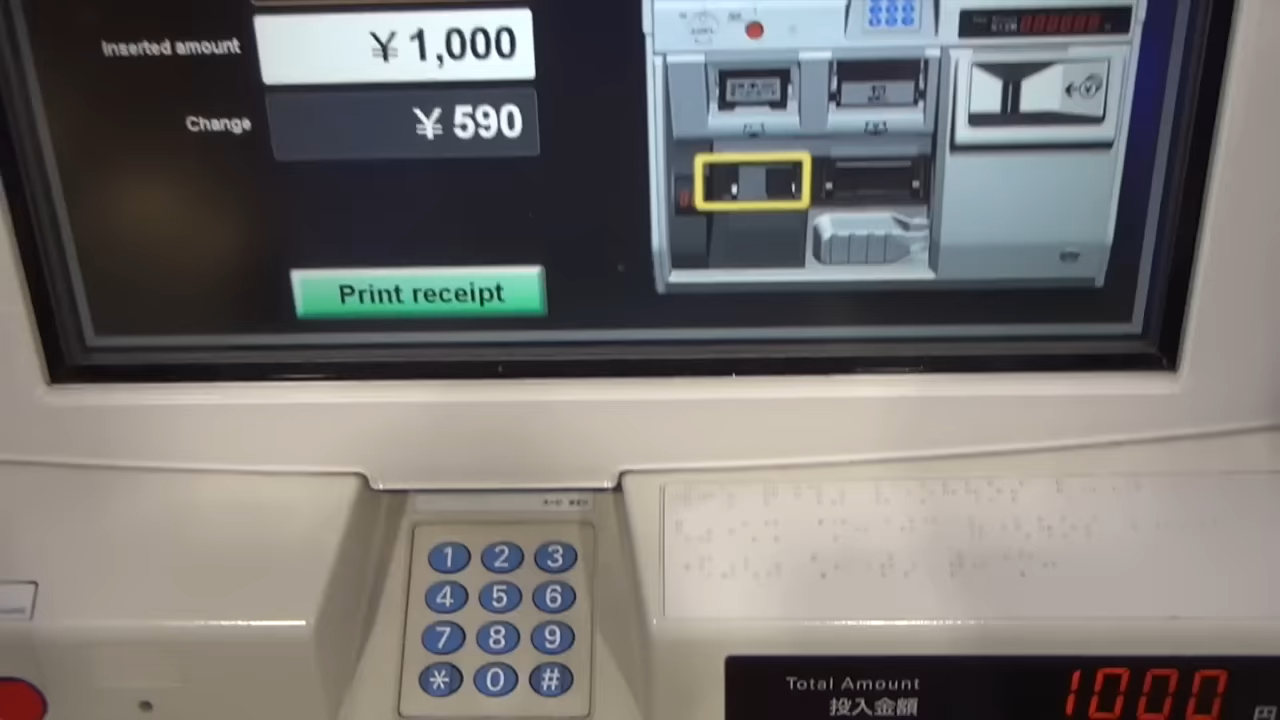 Inserted amount ¥1,000
Change ¥590
Print receipt
1 2 3
4 5 6
7 8 9
* 0 #
Total Amount
投入金額 1000 円